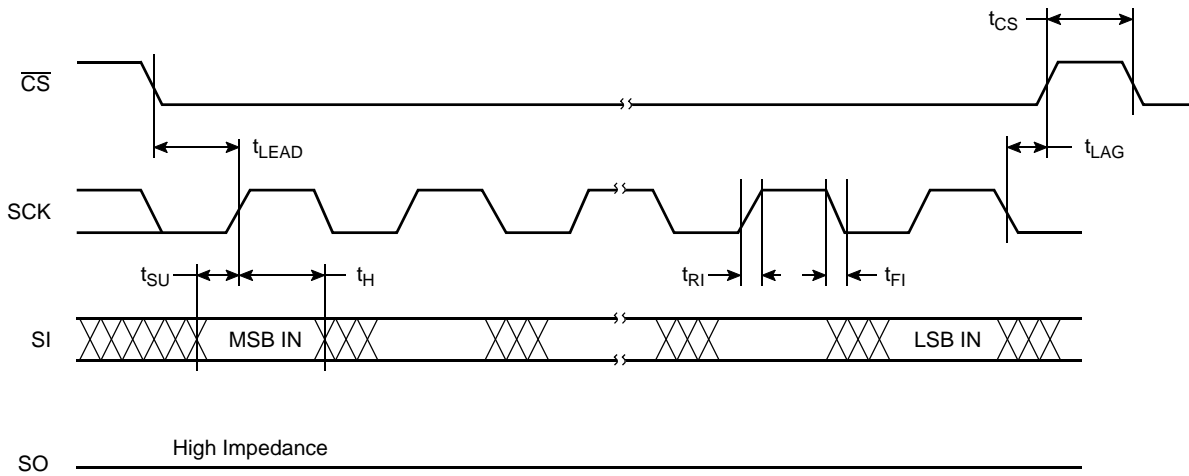 tCS
CS
tLEAD
tLAG
SCK
tSU
tH
tRI
tFI
SI
MSB IN
LSB IN
High Impedance
SO